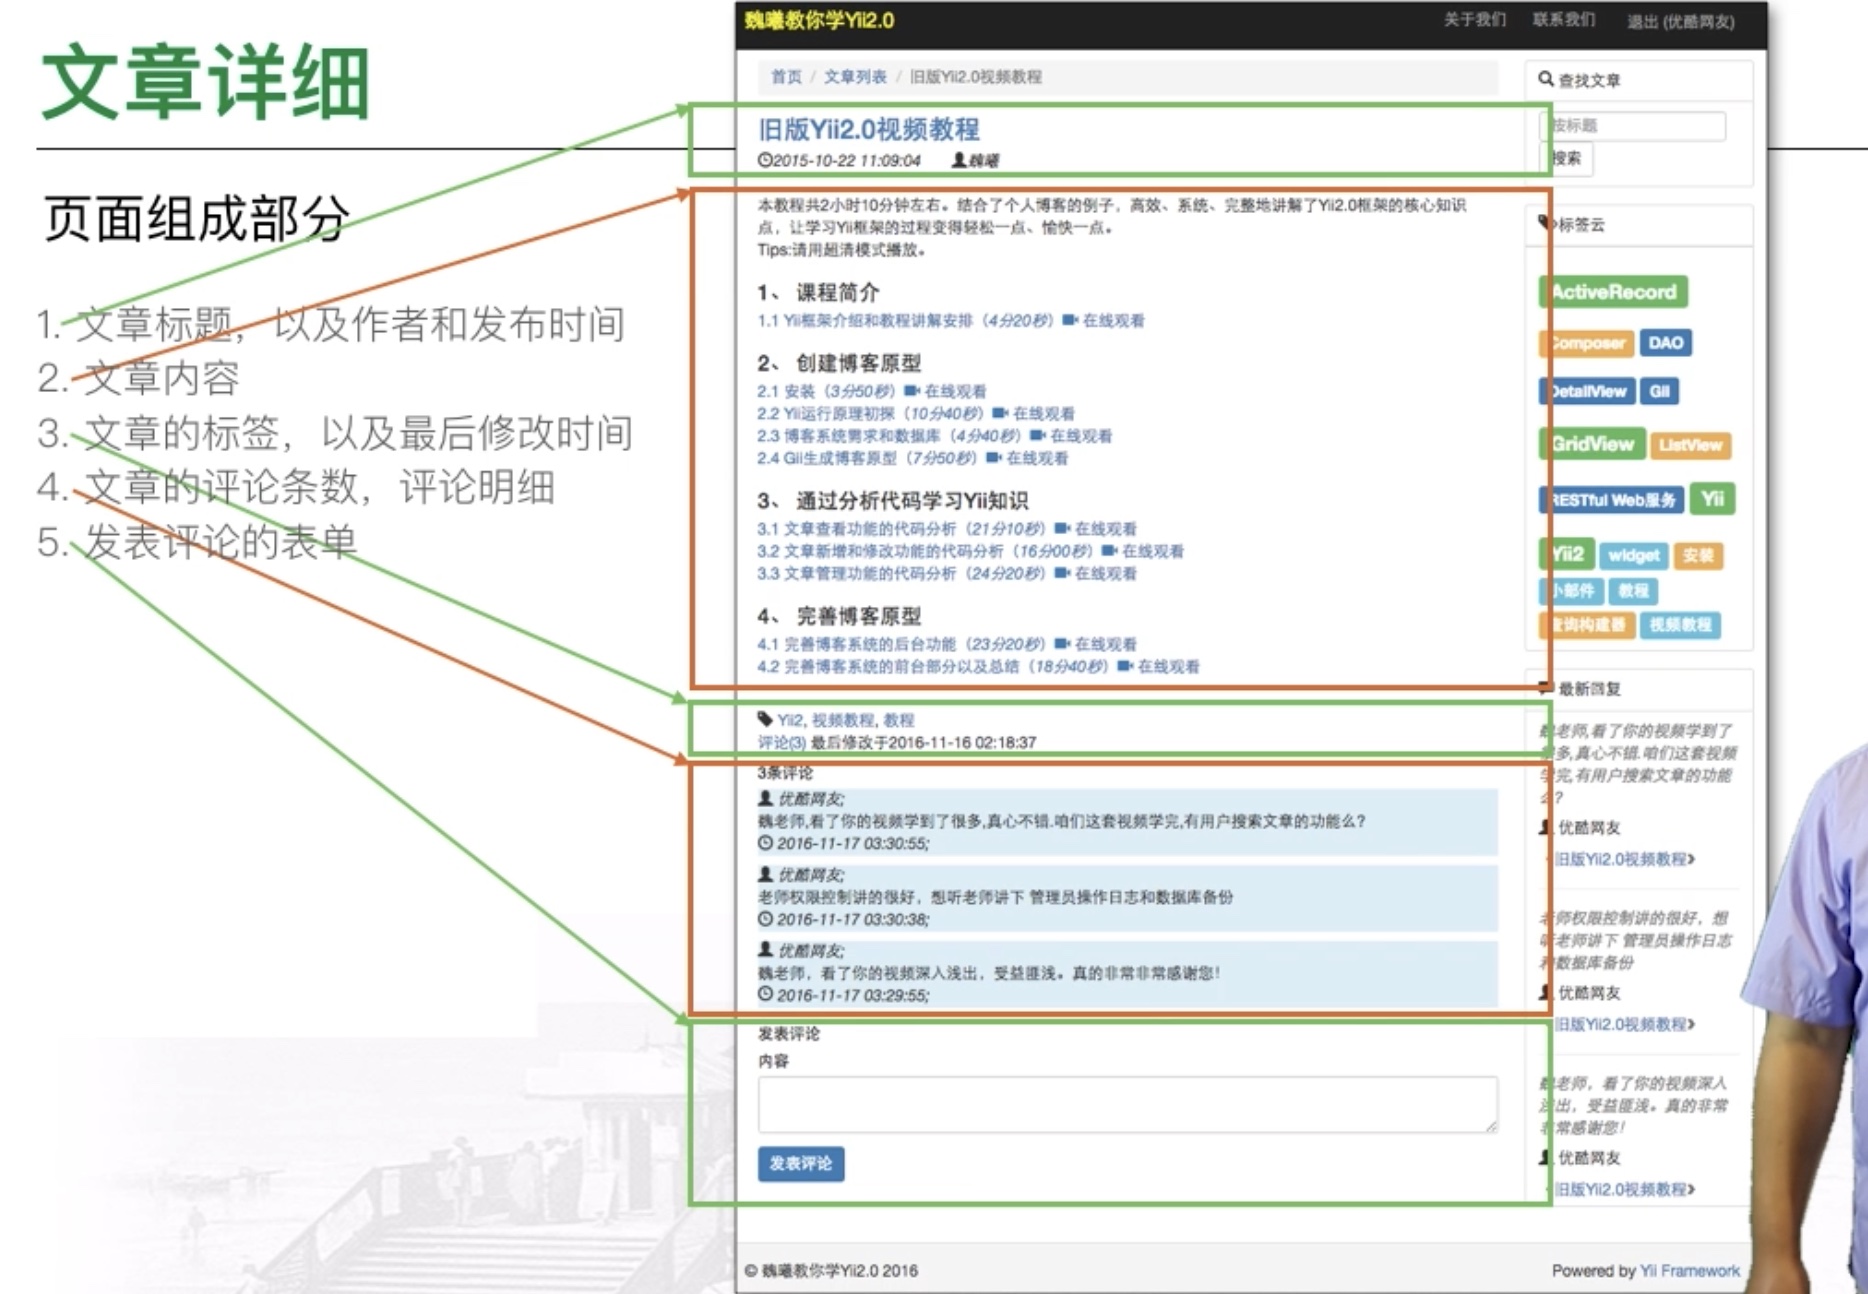 文章详细
页面组成部分
1. 文章标题，以及作者和发布时间
2. 文章内容
3. 文章的标签，以及最后修改时间
4. 文章的评论条数，评论明细
5. 发表评论的表单
魏曦教你学Yii2.0
关于我们 联系我们 退出 (优酷网友)
首页 / 文章列表 / 旧版Yii2.0视频教程
旧版Yii2.0视频教程
2015-10-22 11:09:04 魏曦
本教程共2小时10分钟左右。结合了个人博客的例子，高效、系统、完整地讲解了Yii2.0框架的核心知识
点，让学习Yii框架的过程变得轻松一点、愉快一点。
Tips:请用超清模式播放。
1、 课程简介
1.1 Yii框架介绍和教程讲解安排（4分20秒） 在线观看
2、 创建博客原型
2.1 安装（3分50秒） 在线观看
2.2 Yii运行原理初探（10分40秒） 在线观看
2.3 博客系统需求和数据库（4分40秒） 在线观看
2.4 Gii生成博客原型（7分50秒） 在线观看
3、 通过分析代码学习Yii知识
3.1 文章查看功能的代码分析（21分10秒） 在线观看
3.2 文章新增和修改功能的代码分析（16分00秒） 在线观看
3.3 文章管理功能的代码分析（24分20秒） 在线观看
4、 完善博客原型
4.1 完善博客系统的后台功能（23分20秒） 在线观看
4.2 完善博客系统的前台部分以及总结（18分40秒） 在线观看
Yii2, 视频教程, 教程
评论(3) 最后修改于2016-11-16 02:18:37
3条评论
优酷网友;
魏老师,看了你的视频学到了很多,真心不错.咱们这套视频学完,有用户搜索文章的功能么?
2016-11-17 03:30:55;
优酷网友;
老师权限控制讲的很好，想听老师讲下 管理员操作日志和数据库备份
2016-11-17 03:30:38;
优酷网友;
魏老师，看了你的视频深入浅出，受益匪浅。真的非常非常感谢您!
2016-11-17 03:29:55;
发表评论
内容
发表评论
查找文章
按标题
搜索
标签云
ActiveRecord
Composer DAO
DetailView Gii
GridView ListView
RESTful Web服务 Yii
Yii2 widget 安装
小部件 教程
查询构建器 视频教程
最新回复
魏老师,看了你的视频学到了
很多,真心不错.咱们这套视频
学完,有用户搜索文章的功能
么?
优酷网友
旧版Yii2.0视频教程
老师权限控制讲的很好，想
听老师讲下 管理员操作日志
和数据库备份
优酷网友
旧版Yii2.0视频教程
魏老师，看了你的视频深入
浅出，受益匪浅。真的非常
非常感谢您!
优酷网友
旧版Yii2.0视频教程
© 魏曦教你学Yii2.0 2016
Powered by Yii Framework